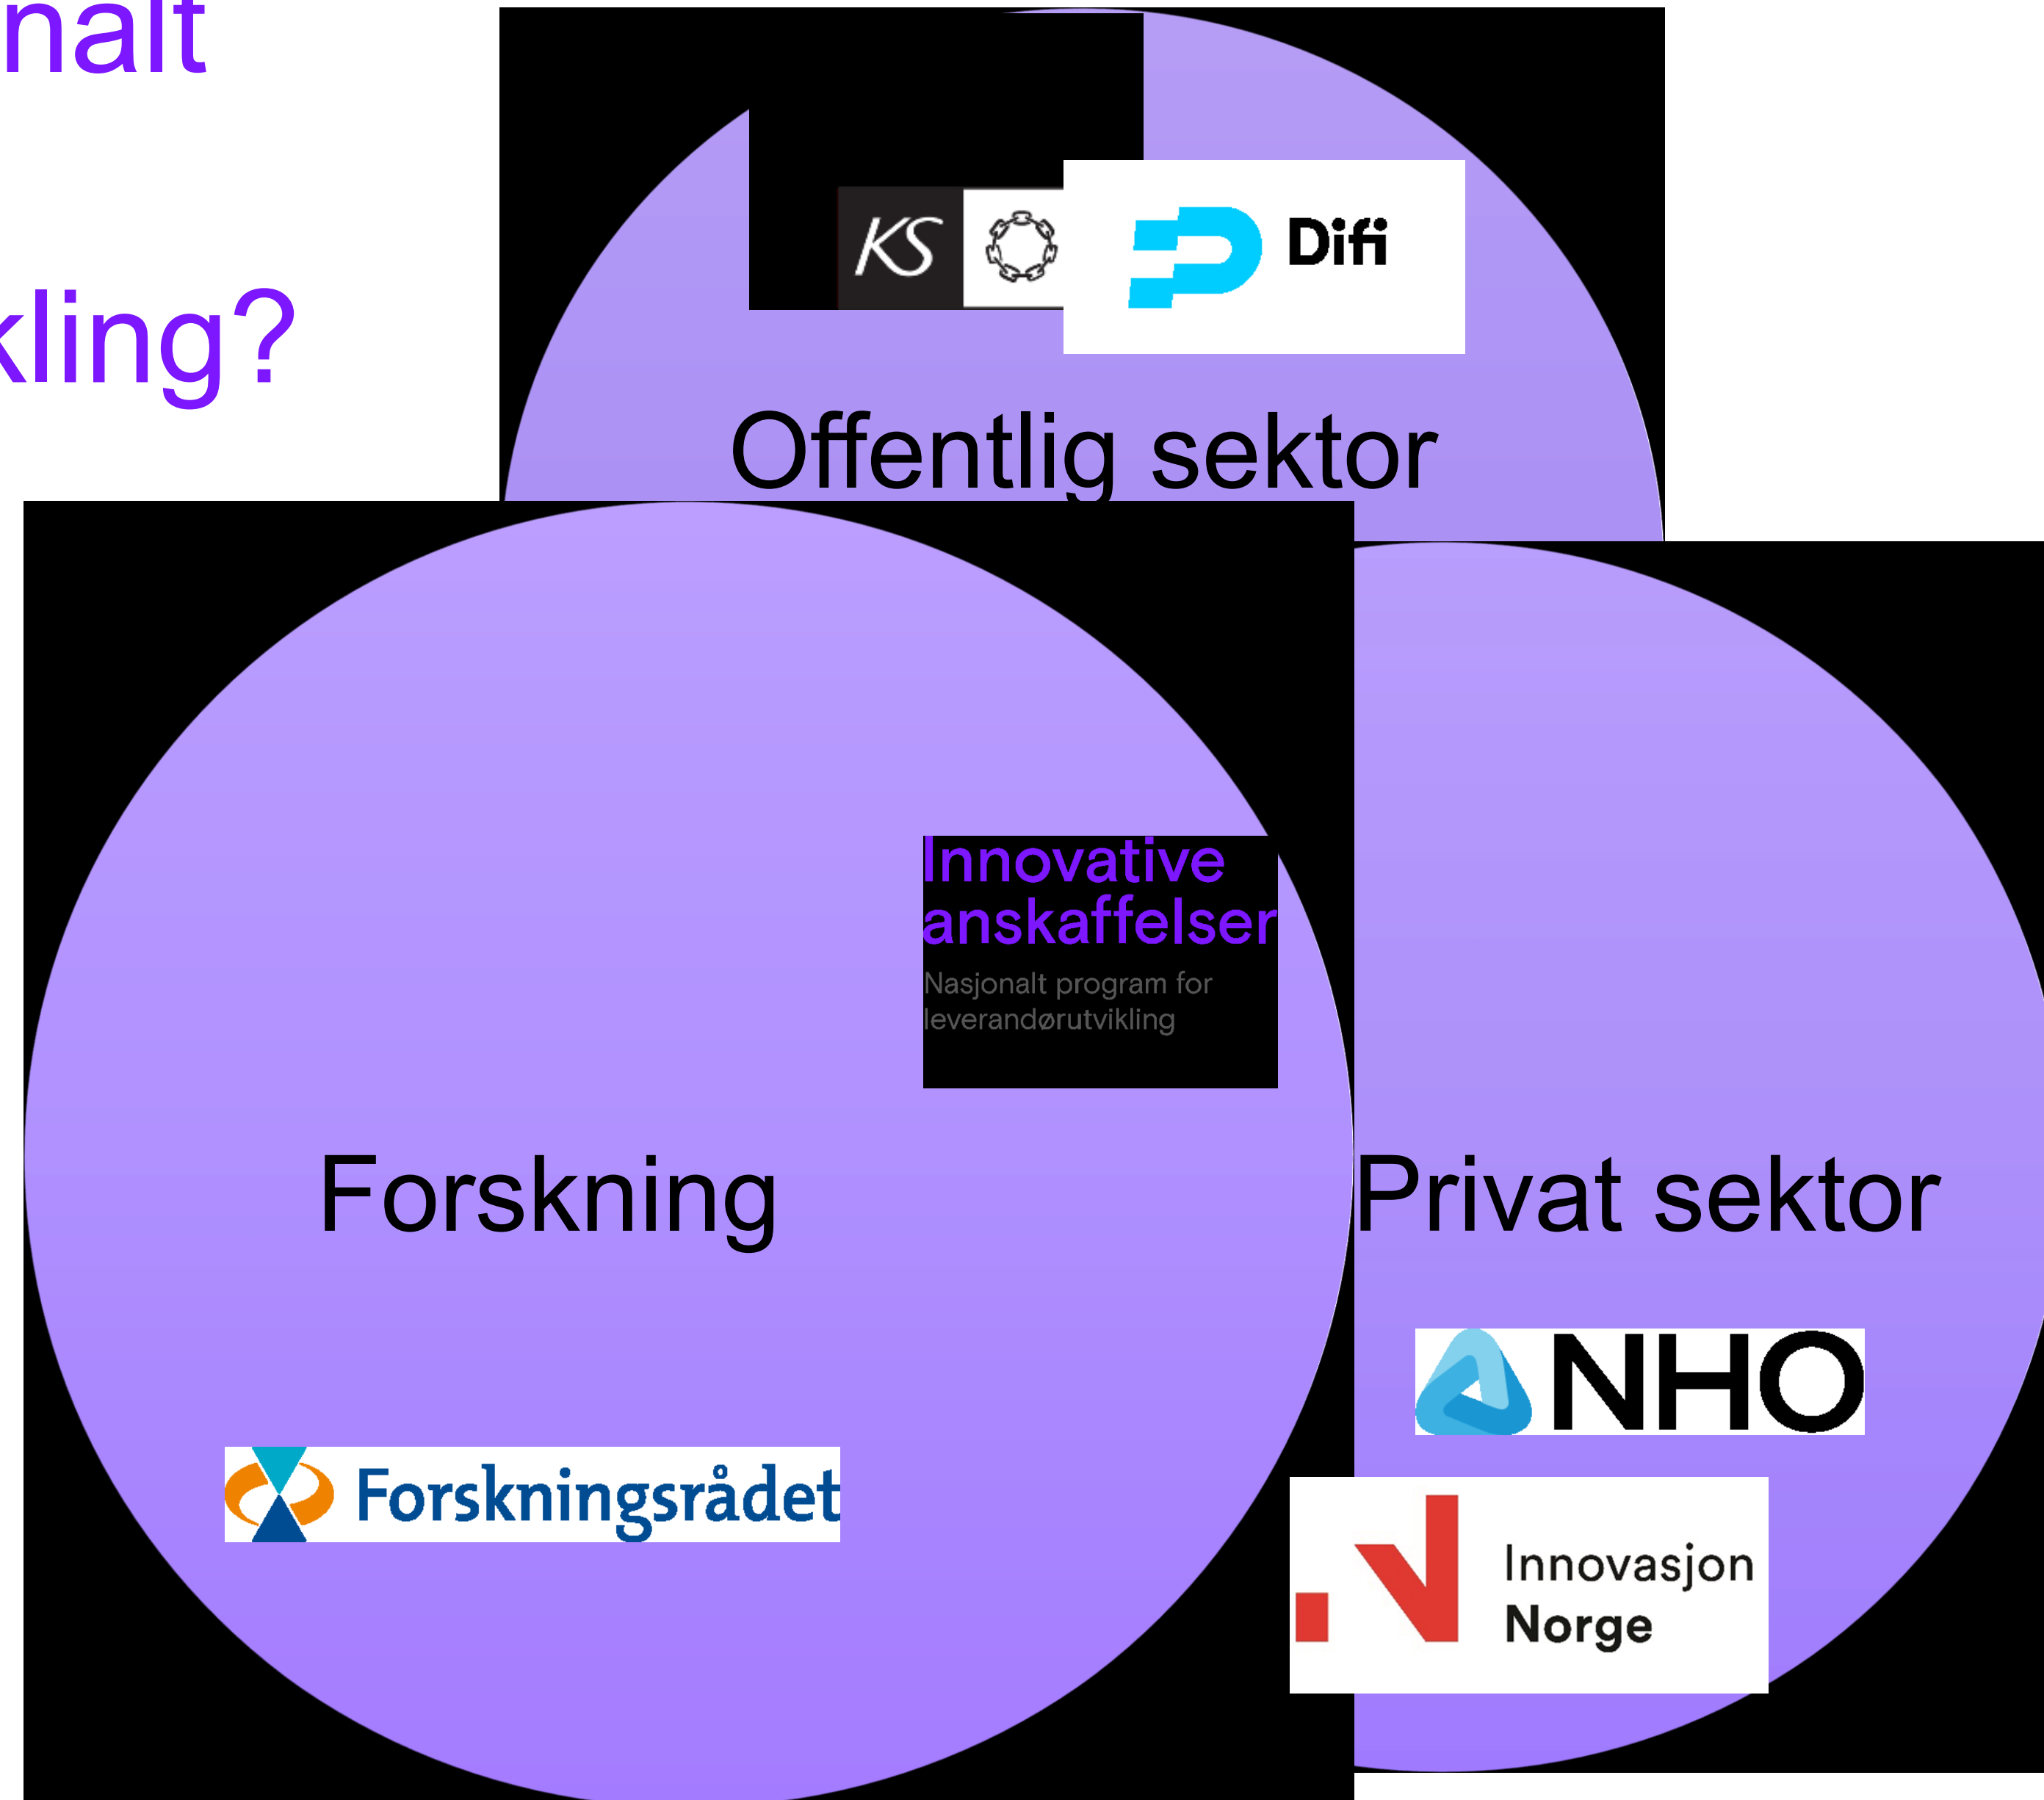 nalt
kling?
KS
Difi
Offentlig sektor
Innovative
anskaffelser
Nasjonalt program for
leverandørutvikling
Forskning
Privat sektor
NHO
Forskningsrådet
Innovasjon
Norge